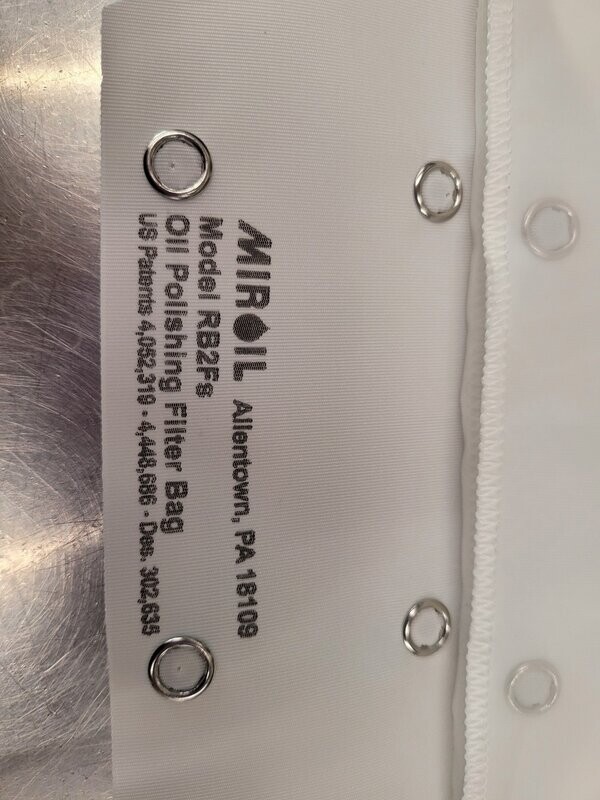 MIROIL Allentown, PA 18109
Model RB2Fs
Oil Polishing Filter Bag
US Patents 4,052,319 - 4,448,686 - Des. 302,635